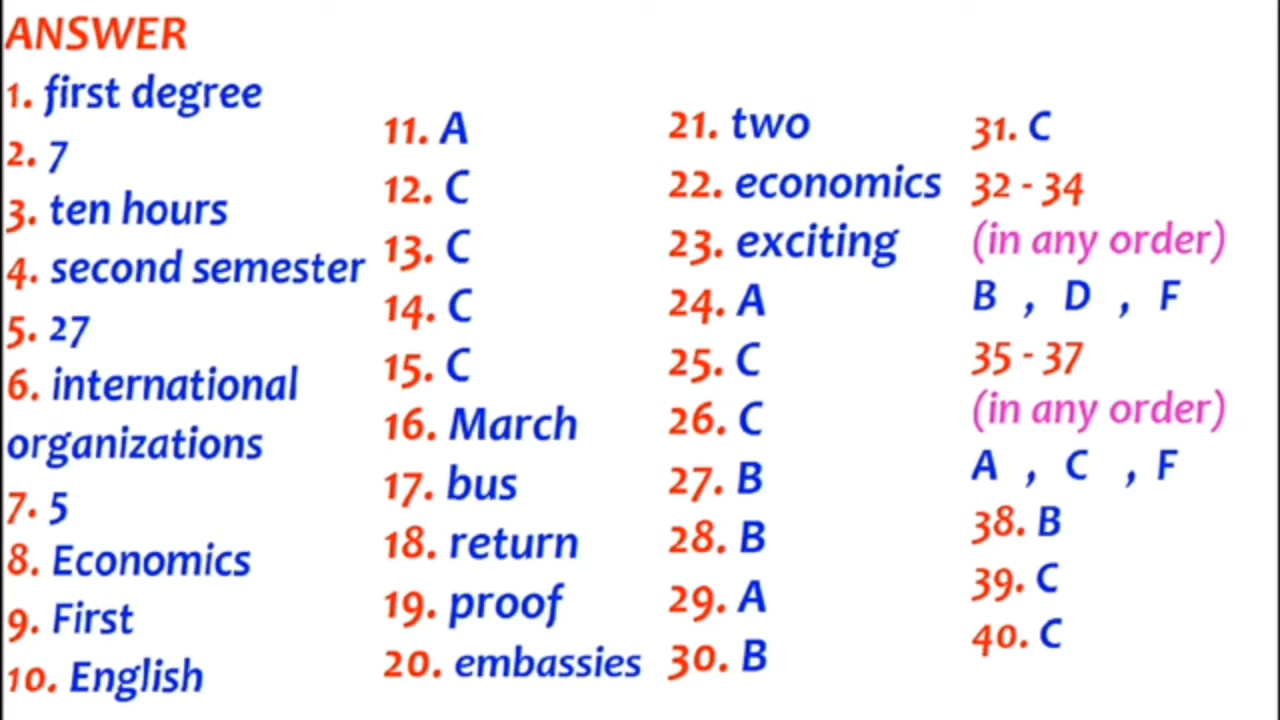 ANSWER
1. first degree
2. 7
3. ten hours
4. second semester
5. 27
6. international
organizations
7. 5
8. Economics
9. First
10. English
11. A
12. C
13. C
14. C
15. C
16. March
17. bus
18. return
19. proof
20. embassies
21. two
22. economics
23. exciting
24. A
25. C
26. C
27. B
28. B
29. A
30. B
31. C
32 - 34
(in any order)
B , D , F
35 - 37
(in any order)
A , C , F
38. B
39. C
40. C